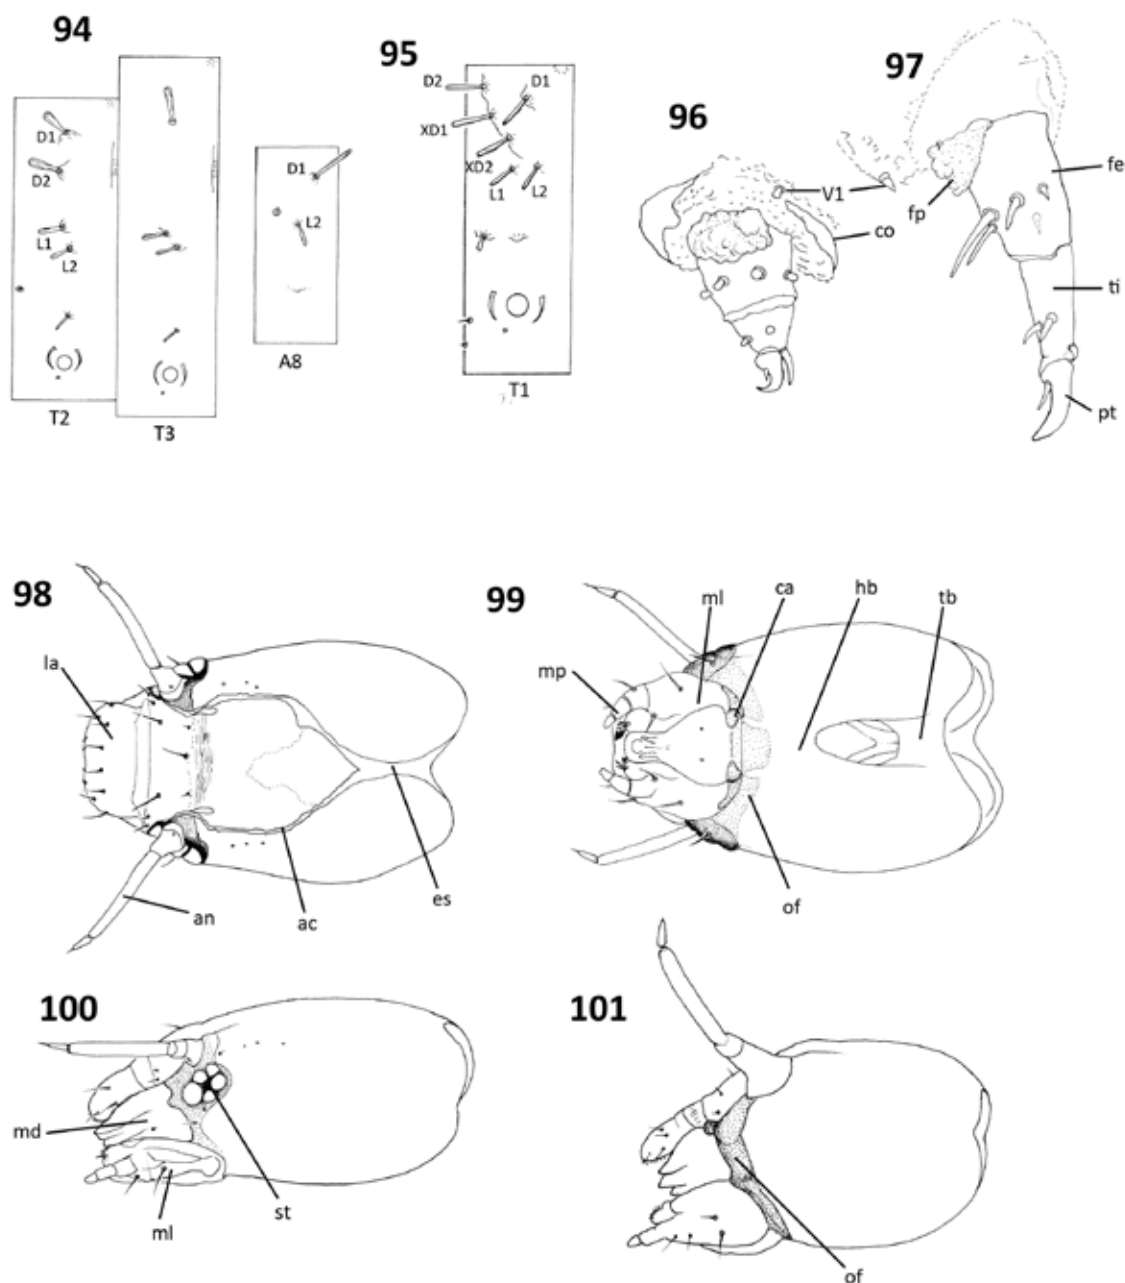 94
95
96
97
D1
D2
L1
L2
T2
T3
D1
L2
A8
D2
D1
XD1
XD2
L1
L2
T1
V1
co
fp
fe
ti
pt
98
la
an
ac
es
99
mp
ml
ca
hb
tb
of
100
md
ml
st
101
of